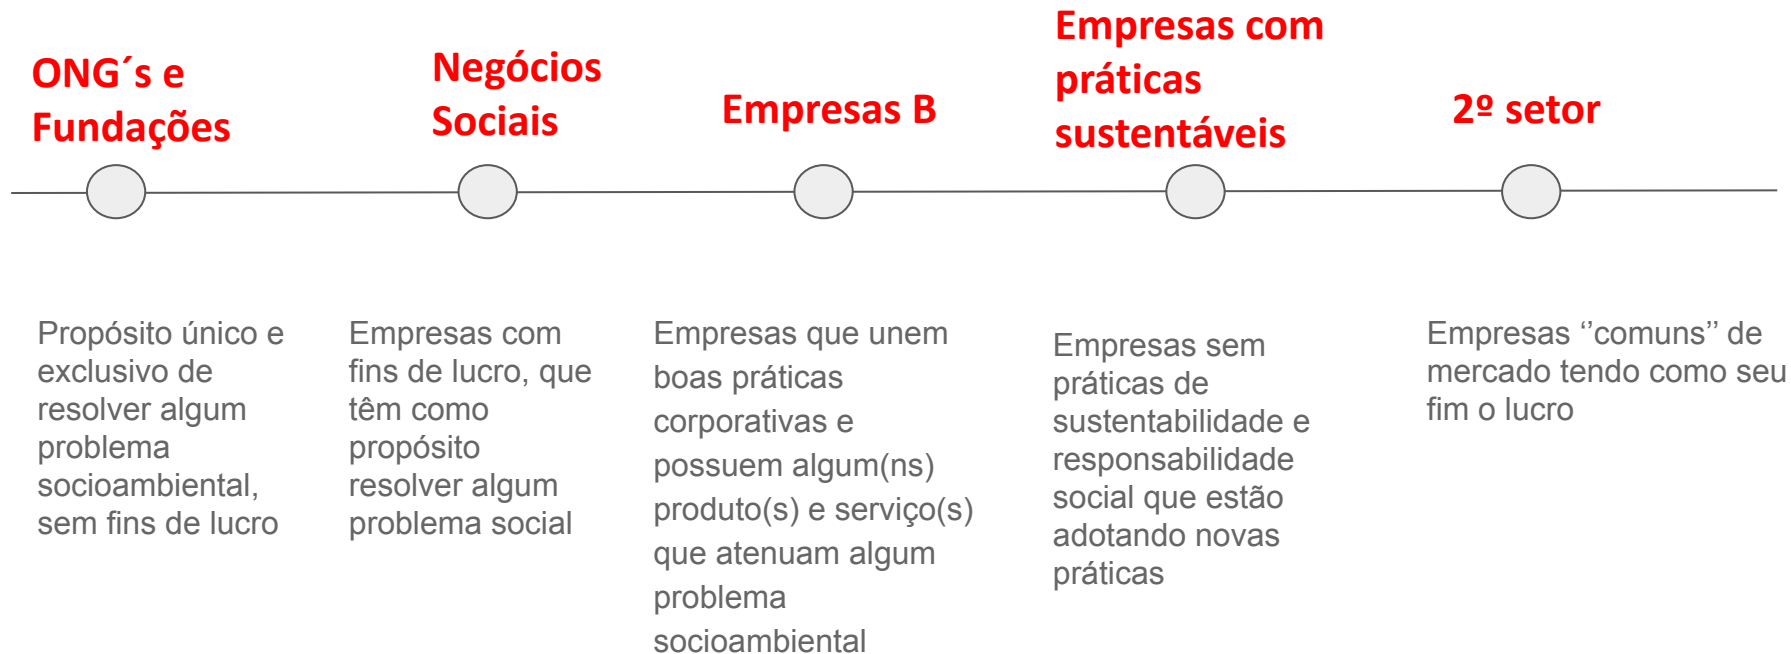 ONG´s e
Fundações
Negócios
Sociais
Empresas B
Empresas com
práticas
sustentáveis
2º setor
Propósito único e
exclusivo de
resolver algum
problema
socioambiental,
sem fins de lucro
Empresas com
fins de lucro, que
têm como
propósito
resolver algum
problema social
Empresas que unem
boas práticas
corporativas e
possuem algum(ns)
produto(s) e serviço(s)
que atenuam algum
problema
socioambiental
Empresas sem
práticas de
sustentabilidade e
responsabilidade
social que estão
adotando novas
práticas
Empresas ‘’comuns’’ de
mercado tendo como seu
fim o lucro